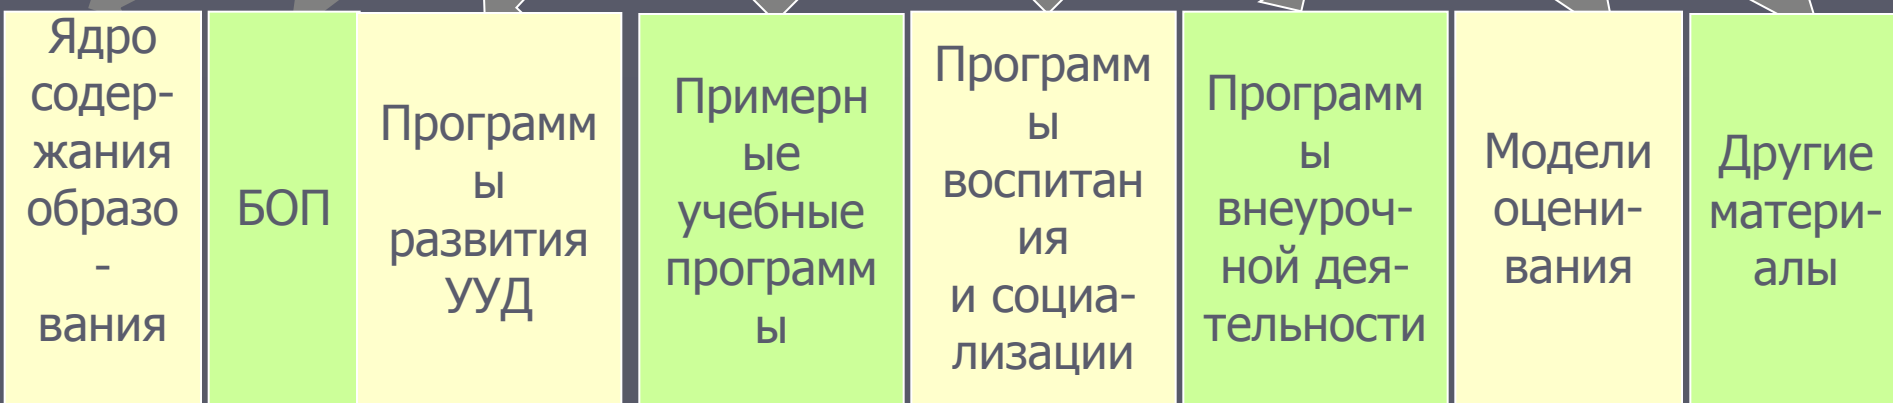 Ядро
содер-
жания
образо
-
вания
БОП
Программ
ы
развития
УУД
Примерн
ые
учебные
программ
ы
Программ
ы
воспитан
ия
и социа-
лизации
Программ
ы
внеуроч-
ной дея-
тельности
Модели
оцени-
вания
Другие
матери-
алы